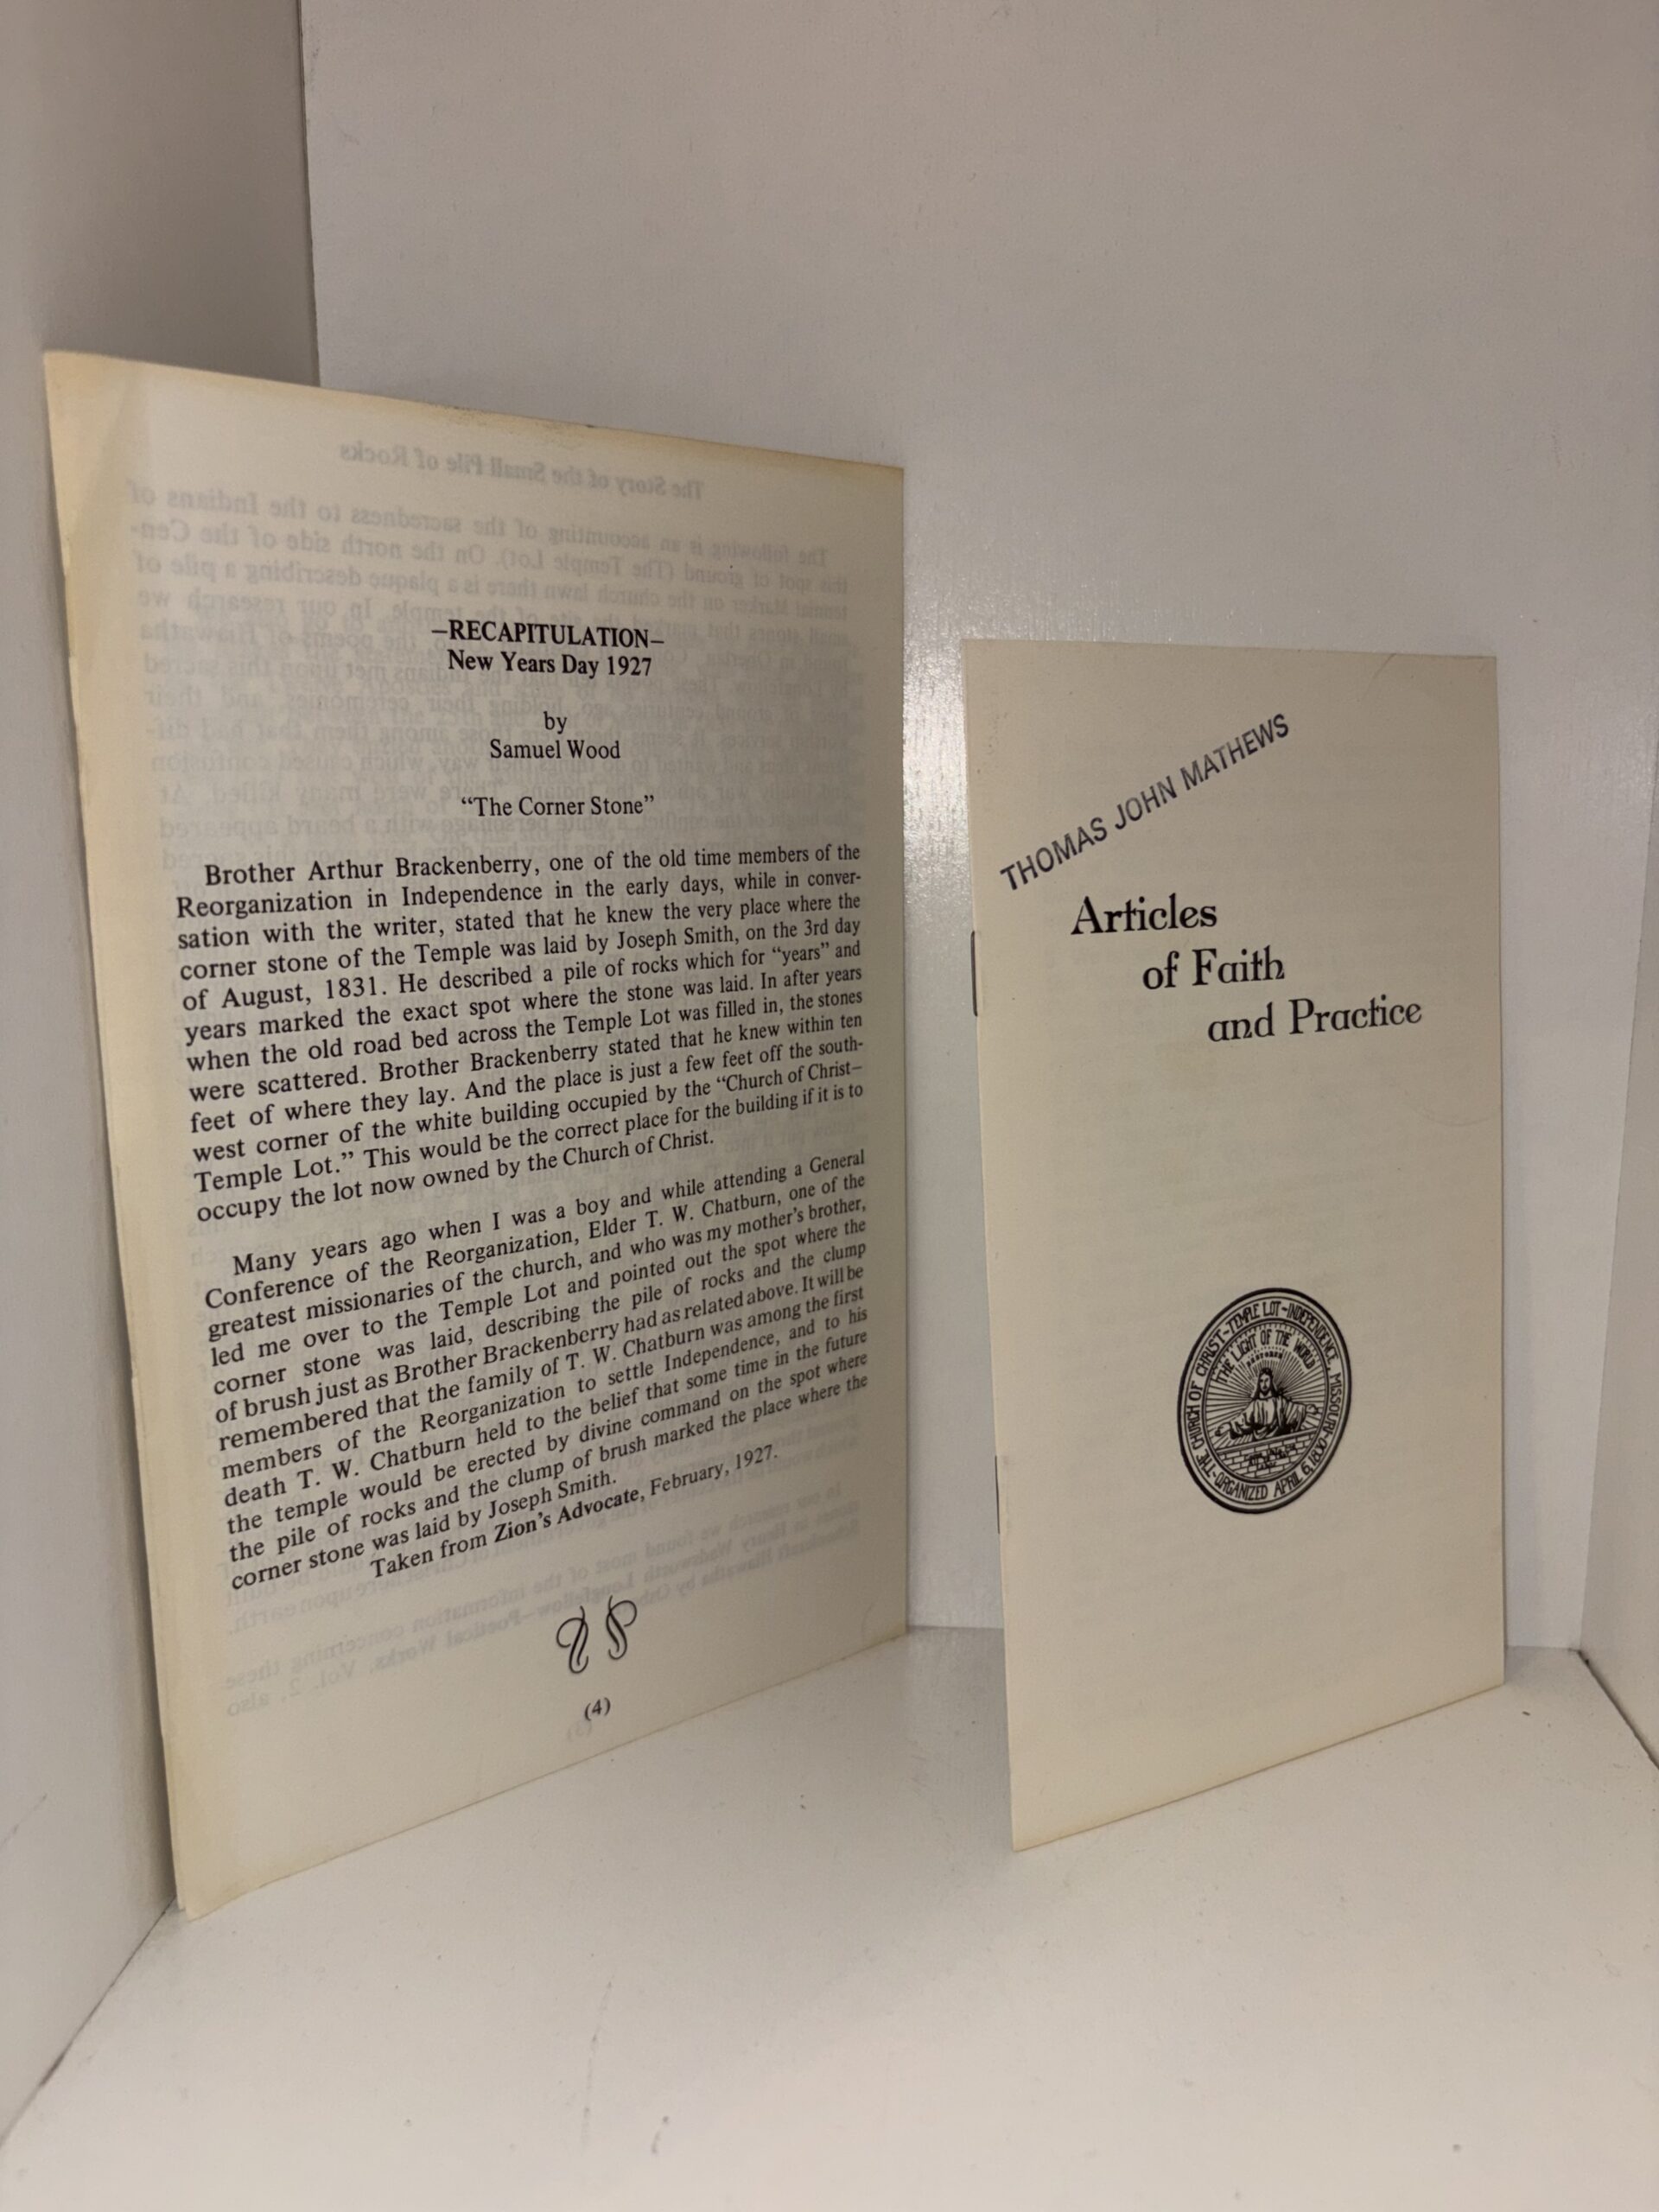 —RECAPITULATION—
New Years Day 1927
by
Samuel Wood
“The Corner Stone”
Brother Arthur Brackenberry, one of the old time members of the
Reorganization in Independence in the early days, while in conver-
sation with the writer, stated that he knew the very place where the
corner stone of the Temple was laid by Joseph Smith, on the 3rd day
of August, 1831. He described a pile of rocks which for “years” and
years marked the exact spot where the stone was laid. In after years
when the old road bed across the Temple Lot was filled in, the stones
were scattered. Brother Brackenberry stated that he knew within ten
feet of where they lay. And the place is just a few feet off the south-
west corner of the white building occupied by the “Church of Christ—
Temple Lot.” This would be the correct place for the building if it is to
occupy the lot now owned by the Church of Christ.
Many years ago when I was a boy and while attending a General
Conference of the Reorganization, Elder T. W. Chatburn, one of the
greatest missionaries of the church, and who was my mother’s brother,
led me over to the Temple Lot and pointed out the spot where the
corner stone was laid, describing the pile of rocks and the clump
of brush just as Brother Brackenberry had as related above. It will be
remembered that the family of T. W. Chatburn was among the first
members of the Reorganization to settle Independence, and to his
death T. W. Chatburn held to the belief that some time in the future
the temple would be erected by divine command on the spot where
the pile of rocks and the clump of brush marked the place where the
corner stone was laid by Joseph Smith.
Taken from Zion’s Advocate, February, 1927.
(4)
THOMAS JOHN MATHEWS
Articles
of Faith
and Practice
THE CHURCH OF CHRIST-TEMPLE LOT-INDEPENDENCE, MISSOURI
ORGANIZED APRIL 6, 1830
THE LIGHT OF THE WORLD